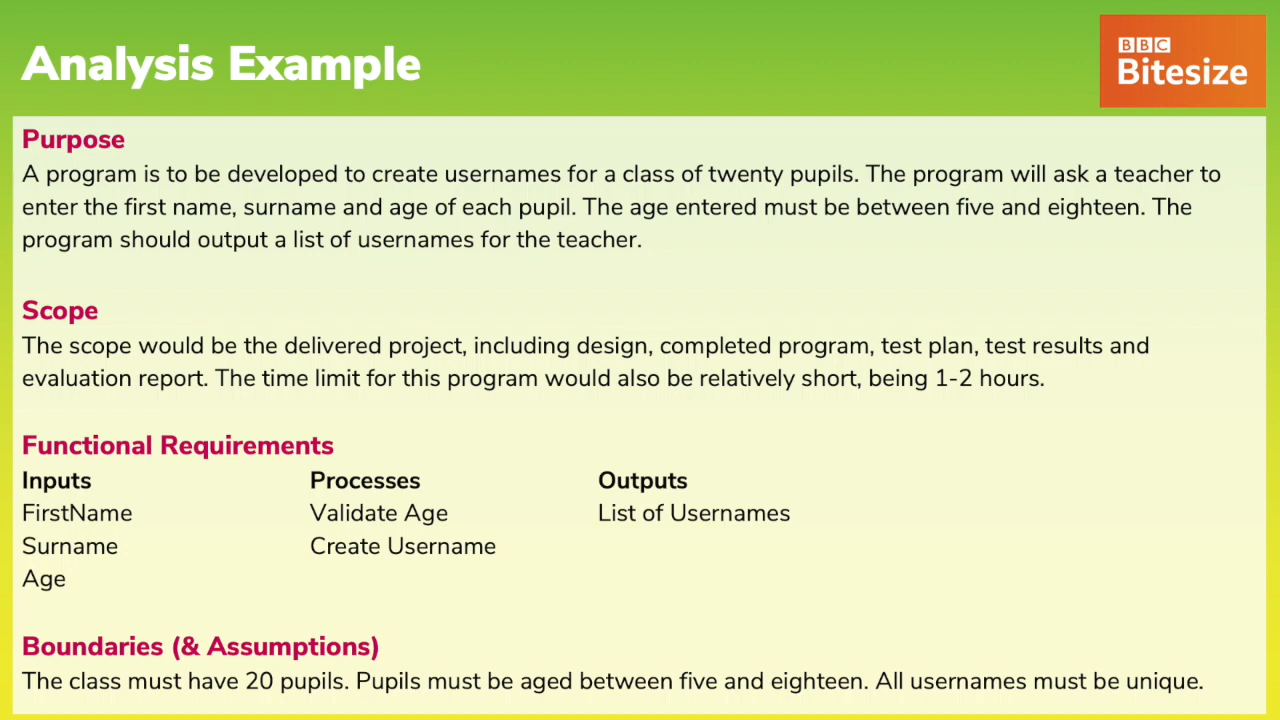 Analysis Example
BBC
Bitesize
Purpose
A program is to be developed to create usernames for a class of twenty pupils. The program will ask a teacher to
enter the first name, surname and age of each pupil. The age entered must be between five and eighteen. The
program should output a list of usernames for the teacher.
Scope
The scope would be the delivered project, including design, completed program, test plan, test results and
evaluation report. The time limit for this program would also be relatively short, being 1-2 hours.
Functional Requirements
Inputs Processes Outputs
FirstName Validate Age List of Usernames
Surname Create Username
Age
Boundaries (& Assumptions)
The class must have 20 pupils. Pupils must be aged between five and eighteen. All usernames must be unique.